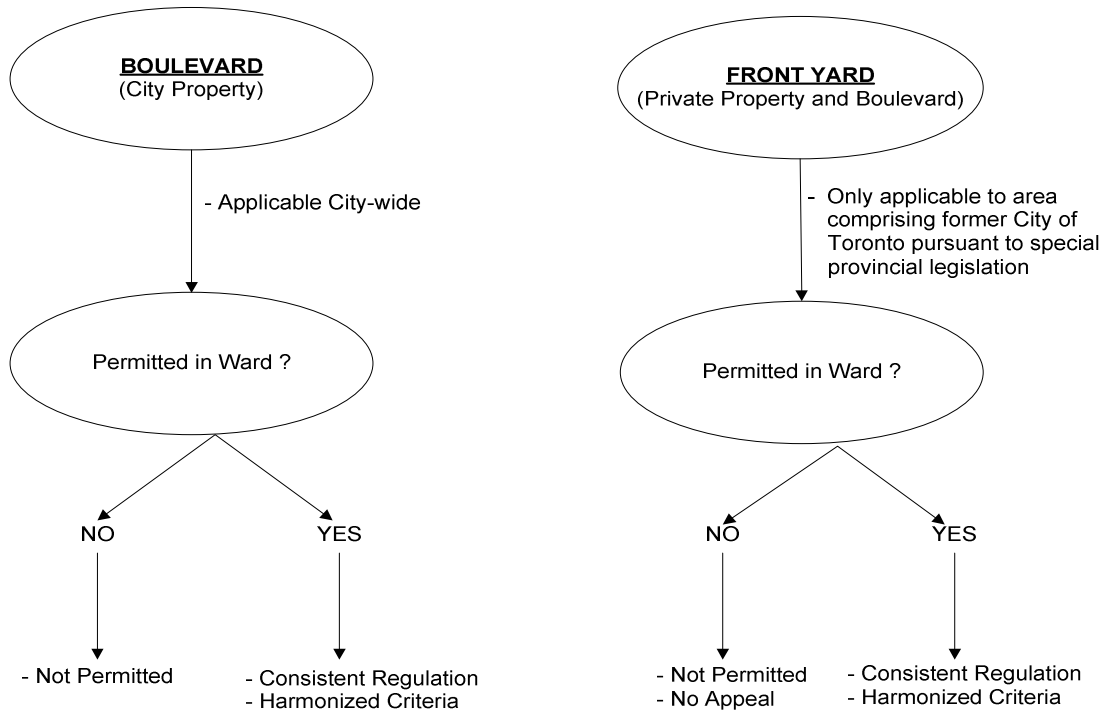 BOULEVARD
(City Property)
- Applicable City-wide
Permitted in Ward ?
NO
YES
- Not Permitted
- Consistent Regulation
- Harmonized Criteria
FRONT YARD
(Private Property and Boulevard)
- Only applicable to area
comprising former City of
Toronto pursuant to special
provincial legislation
Permitted in Ward ?
NO
YES
- Not Permitted
- No Appeal
- Consistent Regulation
- Harmonized Criteria